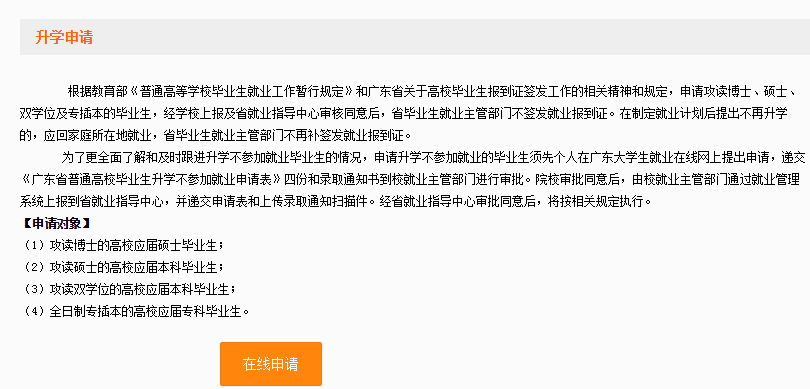 升学申请
根据教育部《普通高等学校毕业生就业工作暂行规定》和广东省关于高校毕业生报到证签发工作的相关精神和规定，申请攻读博士、硕士、
双学位及专插本的毕业生，经学校上报及省就业指导中心审核同意后，省毕业生就业主管部门不签发就业报到证。在制定就业计划后提出不再升学
的，应回家庭所在地就业，省毕业生就业主管部门不再补签发就业报到证。
为了更全面了解和及时跟进升学不参加就业毕业生的情况，申请升学不参加就业的毕业生须先个人在广东大学生就业在线网上提出申请，递交
《广东省普通高校毕业生升学不参加就业申请表》四份和录取通知书到校就业主管部门进行审批。院校审批同意后，由校就业主管部门通过就业管理
系统上报到省就业指导中心，并递交申请表和上传录取通知扫描件。经省就业指导中心审批同意后，将按相关规定执行。
【申请对象】
（1）攻读博士的高校应届硕士毕业生；
（2）攻读硕士的高校应届本科毕业生；
（3）攻读双学位的高校应届本科毕业生；
（4）全日制专插本的高校应届专科毕业生。
在线申请